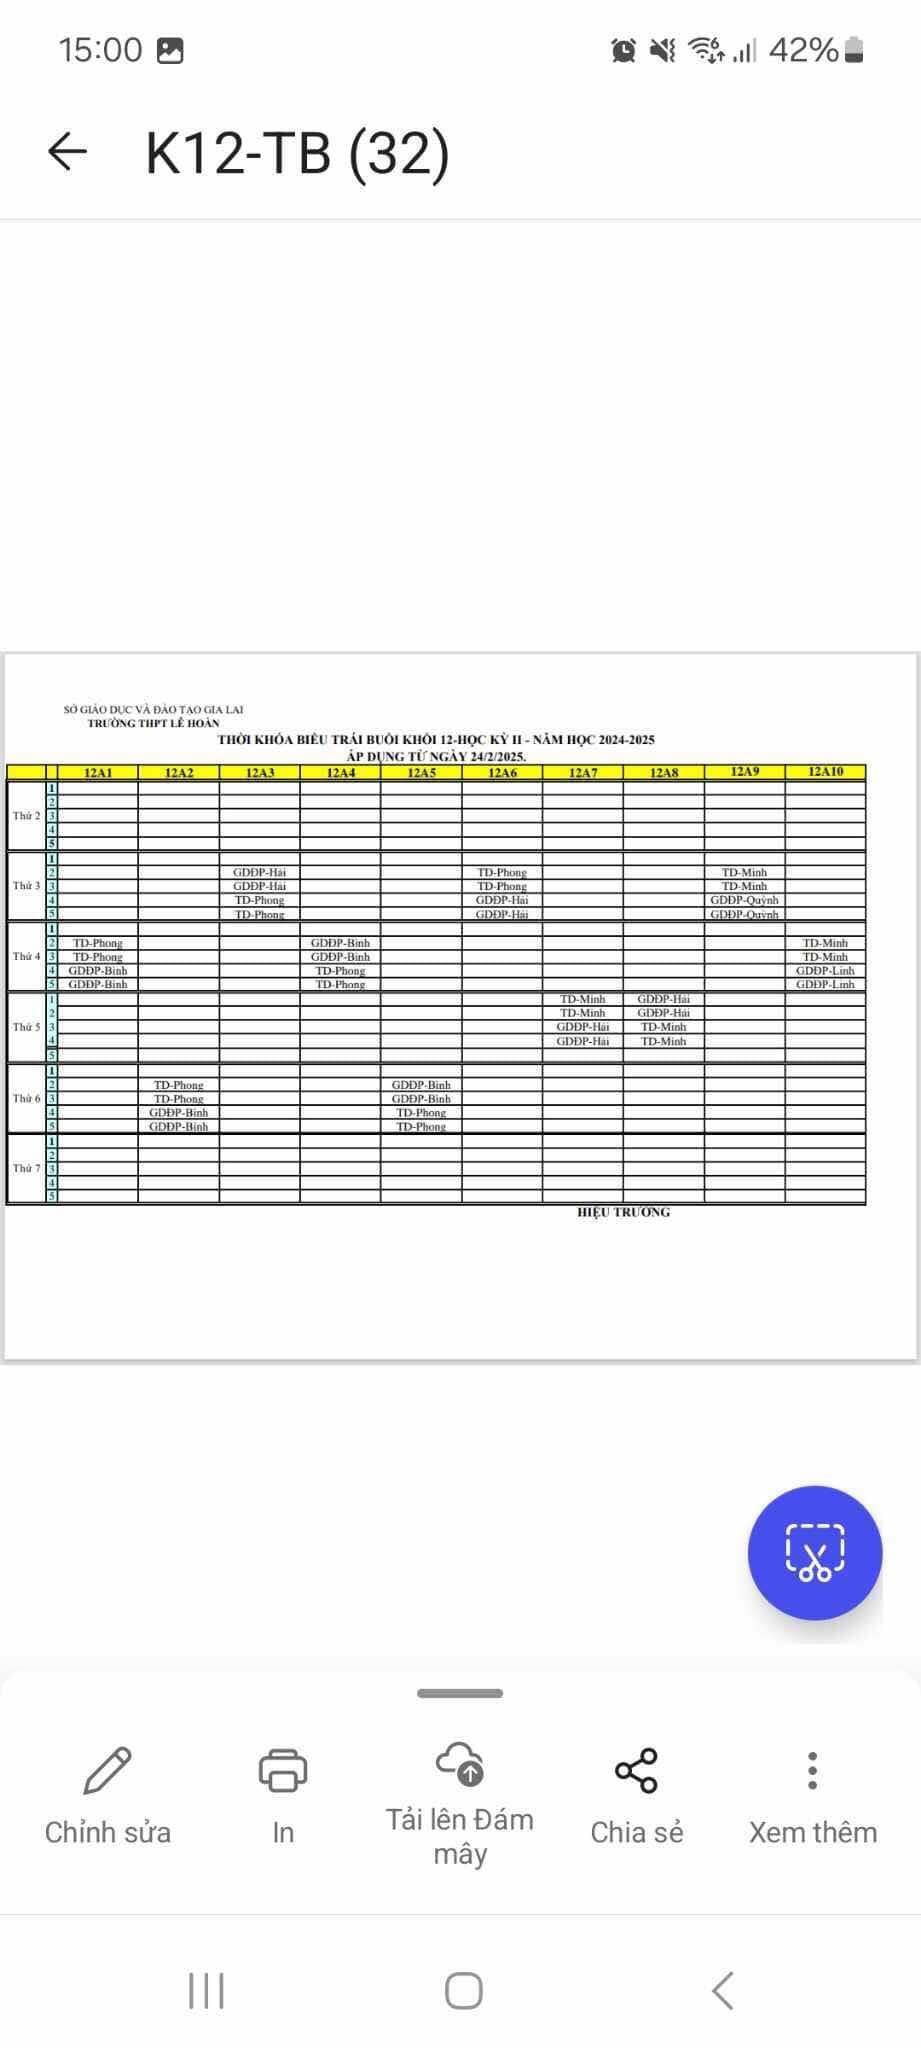 15:00 42%
K12-TB (32)
SỞ GIÁO DỤC VÀ ĐÀO TẠO GIA LAI
TRƯỜNG THPT LÊ HOÀN
THỜI KHÓA BIỂU TRÁI BUỔI KHỐI 12-HỌC KỲ II - NĂM HỌC 2024-2025
ÁP DỤNG TỪ NGÀY 24/2/2025.
12A1 12A2 12A3 12A4 12A5 12A6 12A7 12A8 12A9 12A10
Thứ 2
1
2
3
4
5
Thứ 3
1
2 GDĐP-Hải TD-Phong TD-Minh
3 GDĐP-Hải TD-Phong TD-Minh
4 TD-Phong GDĐP-Hải GDĐP-Quỳnh
5 TD-Phong GDĐP-Hải GDĐP-Quỳnh
Thứ 4
1
2 TD-Phong GDĐP-Bình TD-Minh
3 TD-Phong GDĐP-Bình TD-Minh
4 GDĐP-Bình TD-Phong GDĐP-Linh
5 GDĐP-Bình TD-Phong GDĐP-Linh
Thứ 5
1 TD-Minh GDĐP-Hải
2 TD-Minh GDĐP-Hải
3 GDĐP-Hải TD-Minh
4 GDĐP-Hải TD-Minh
5
Thứ 6
1
2 TD-Phong GDĐP-Bình
3 TD-Phong GDĐP-Bình
4 GDĐP-Bình TD-Phong
5 GDĐP-Bình TD-Phong
Thứ 7
1
2
3
4
5
HIỆU TRƯỞNG
Chỉnh sửa
In
Tải lên Đám mây
Chia sẻ
Xem thêm